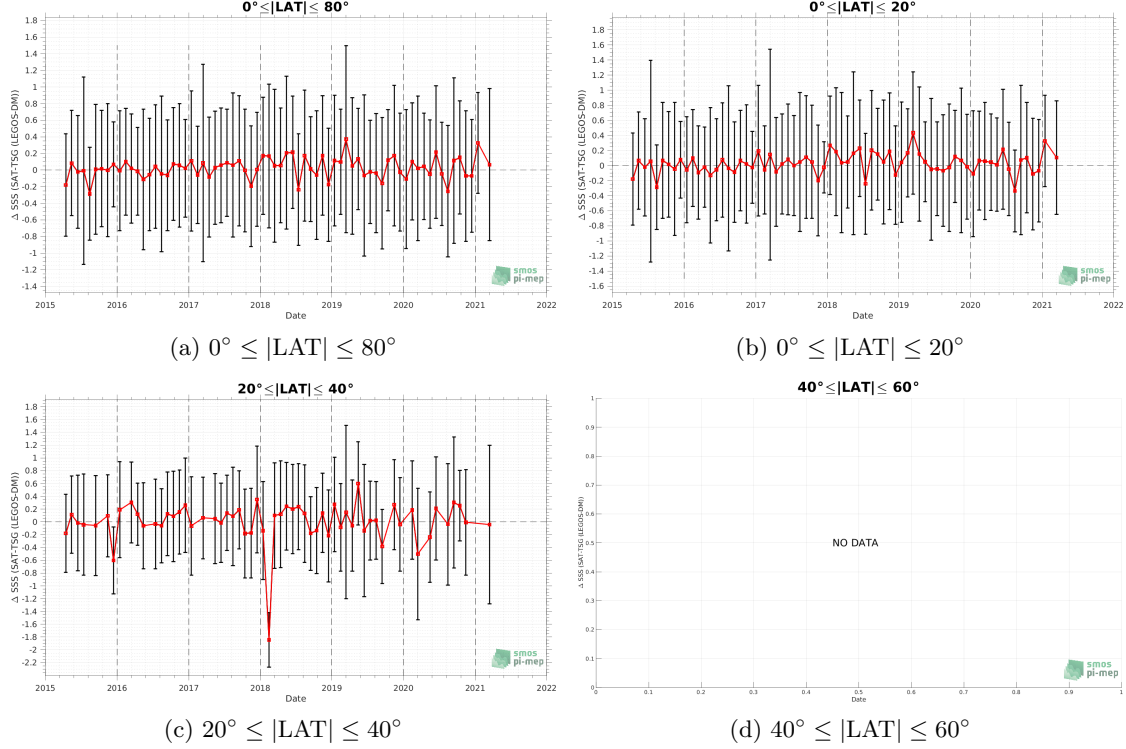 0°≤|LAT|≤ 80°
1.8
1.6
1.4
1.2
1
0.8
0.6
0.4
0.2
0
-0.2
-0.4
-0.6
-0.8
-1
-1.2
-1.4
Δ SSS (SAT-TSG (LEGOS-DM))
2015 2016 2017 2018 2019 2020 2021 2022
Date
smos
pi-mep
(a) 0° ≤ |LAT| ≤ 80°
0°≤|LAT|≤ 20°
1.8
1.6
1.4
1.2
1
0.8
0.6
0.4
0.2
0
-0.2
-0.4
-0.6
-0.8
-1
-1.2
-1.4
-1.6
Δ SSS (SAT-TSG (LEGOS-DM))
2015 2016 2017 2018 2019 2020 2021 2022
Date
smos
pi-mep
(b) 0° ≤ |LAT| ≤ 20°
20°≤|LAT|≤ 40°
1.8
1.6
1.4
1.2
1
0.8
0.6
0.4
0.2
0
-0.2
-0.4
-0.6
-0.8
-1
-1.2
-1.4
-1.6
-1.8
-2
-2.2
Δ SSS (SAT-TSG (LEGOS-DM))
2015 2016 2017 2018 2019 2020 2021 2022
Date
smos
pi-mep
(c) 20° ≤ |LAT| ≤ 40°
40°≤|LAT|≤ 60°
1
0.9
0.8
0.7
0.6
0.5
0.4
0.3
0.2
0.1
0
Δ SSS (SAT-TSG (LEGOS-DM))
NO DATA
0 0.1 0.2 0.3 0.4 0.5 0.6 0.7 0.8 0.9 1
Date
smos
pi-mep
(d) 40° ≤ |LAT| ≤ 60°